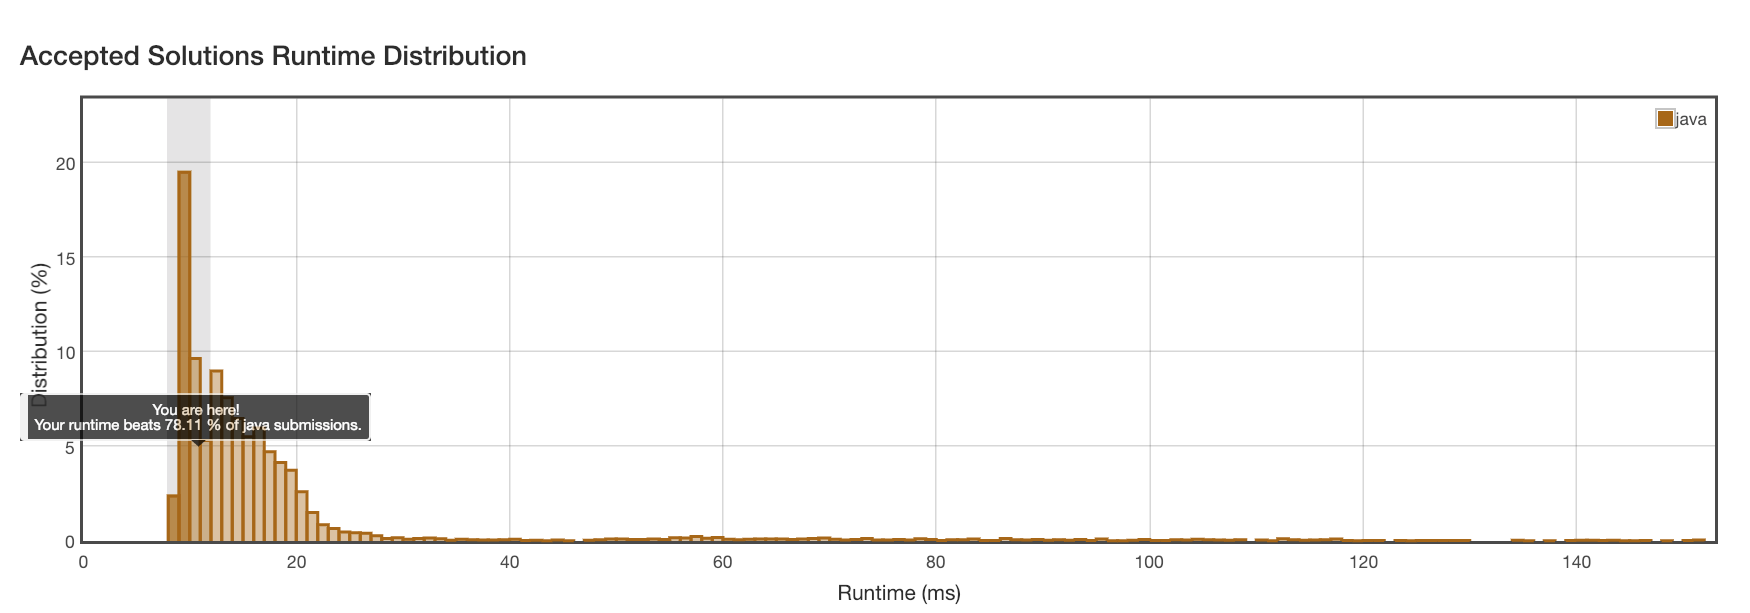 Accepted Solutions Runtime Distribution
java
20
15
10
5
0
Distribution (%)
You are here!
Your runtime beats 78.11 % of java submissions.
0
20
40
60
80
100
120
140
Runtime (ms)